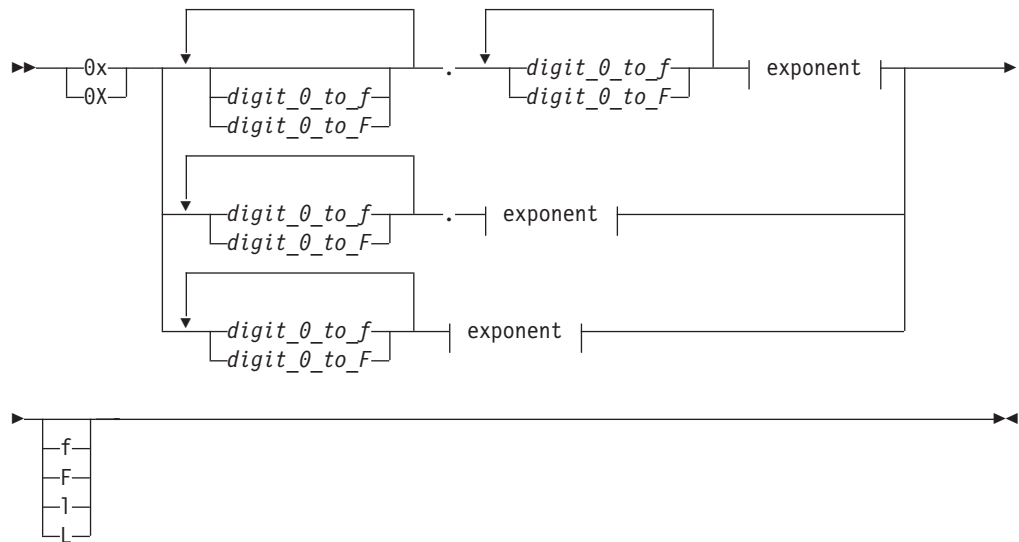 0x . digit_0_to_f exponent
0X digit_0_to_f digit_0_to_F
digit_0_to_F
digit_0_to_f . exponent
digit_0_to_F
digit_0_to_f exponent
digit_0_to_F
f
F
l
L